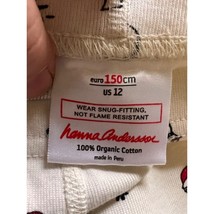 euro 150cm
US 12
WEAR SNUG-FITTING,
NOT FLAME RESISTANT
hanna Andersson
100% Organic Cotton
made in Peru